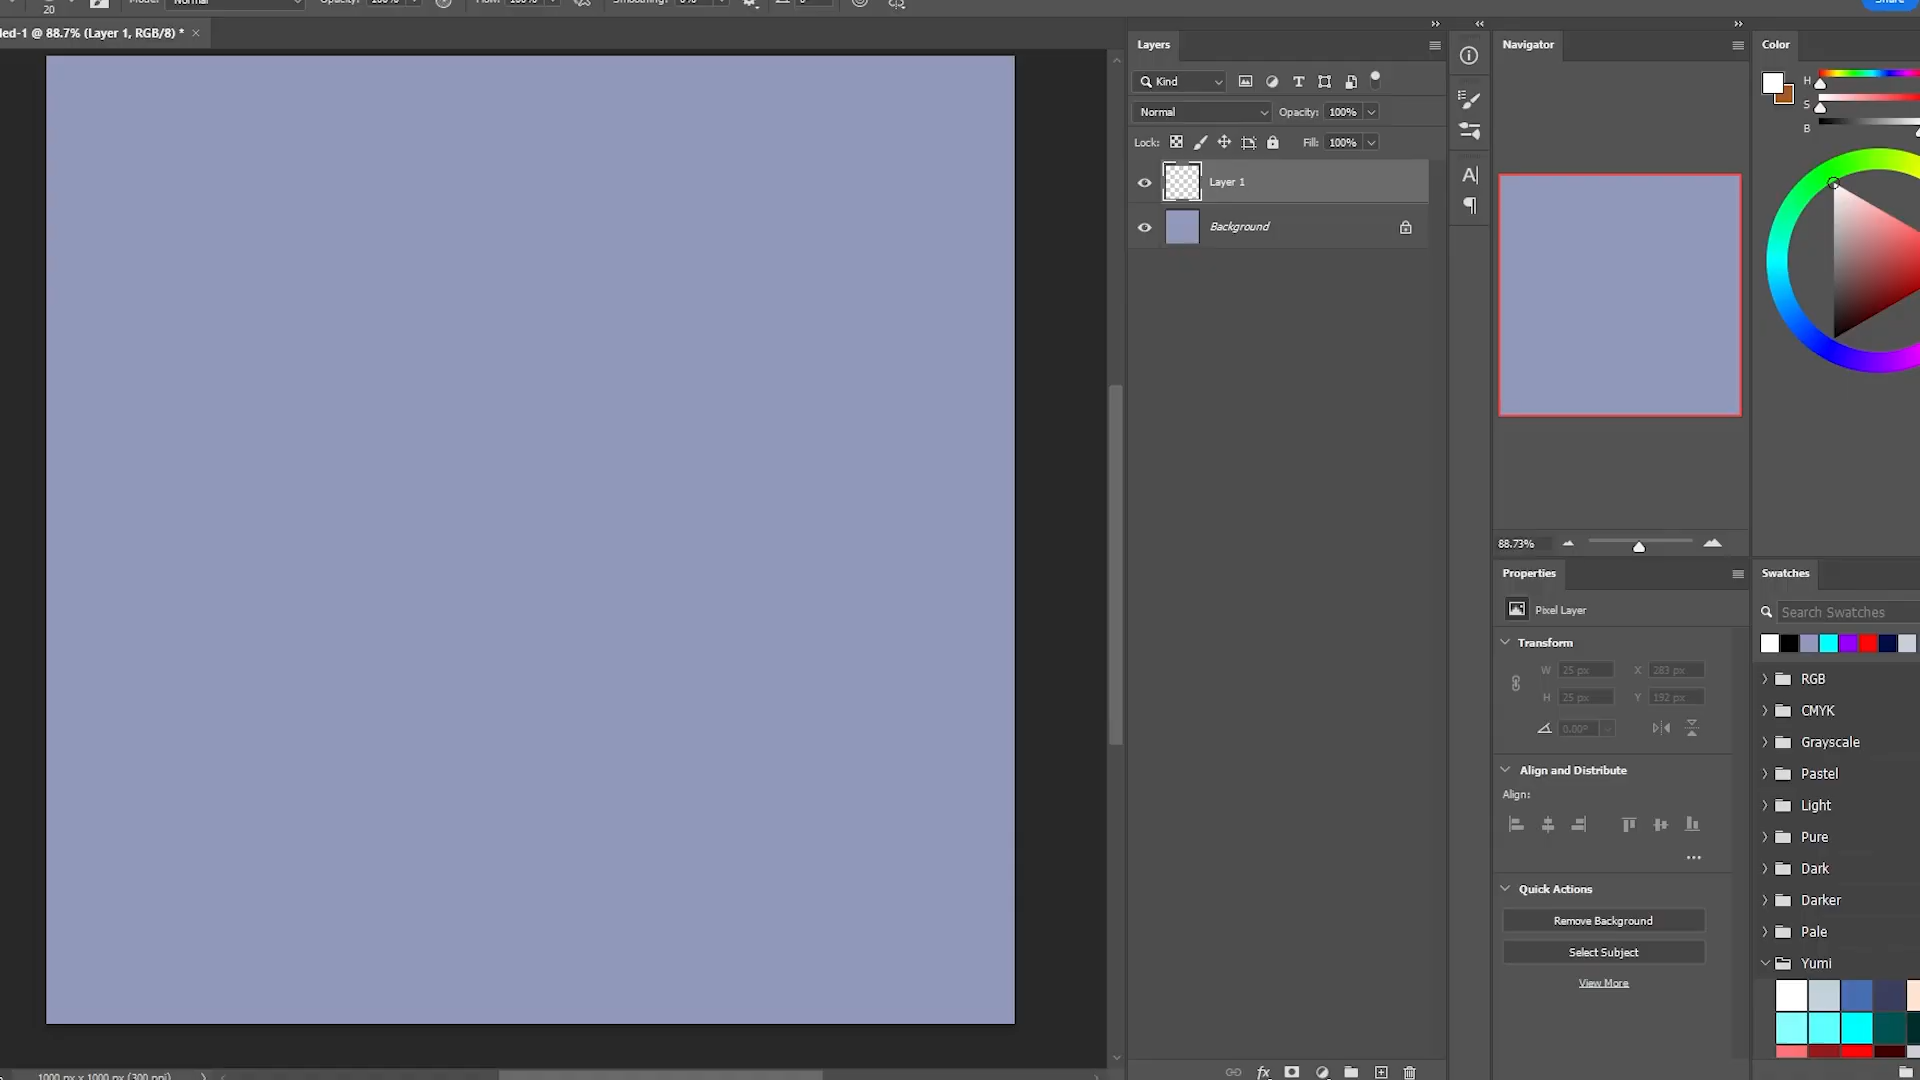 20
Mode: Normal
Opacity: 100%
Flow: 100%
Smoothing: 0%
Share
led-1 @ 88.7% (Layer 1, RGB/8) *
Layers
Kind
Normal
Opacity: 100%
Lock:
Fill: 100%
Layer 1
Background
Navigator
88.73%
Color
H
S
B
Properties
Pixel Layer
Transform
W 25 px
X 283 px
H 25 px
Y 192 px
0.00°
Align and Distribute
Align:
Quick Actions
Remove Background
Select Subject
View More
Swatches
Search Swatches
RGB
CMYK
Grayscale
Pastel
Light
Pure
Dark
Darker
Pale
Yumi
1000 px x 1000 px (300 ppi)
fx